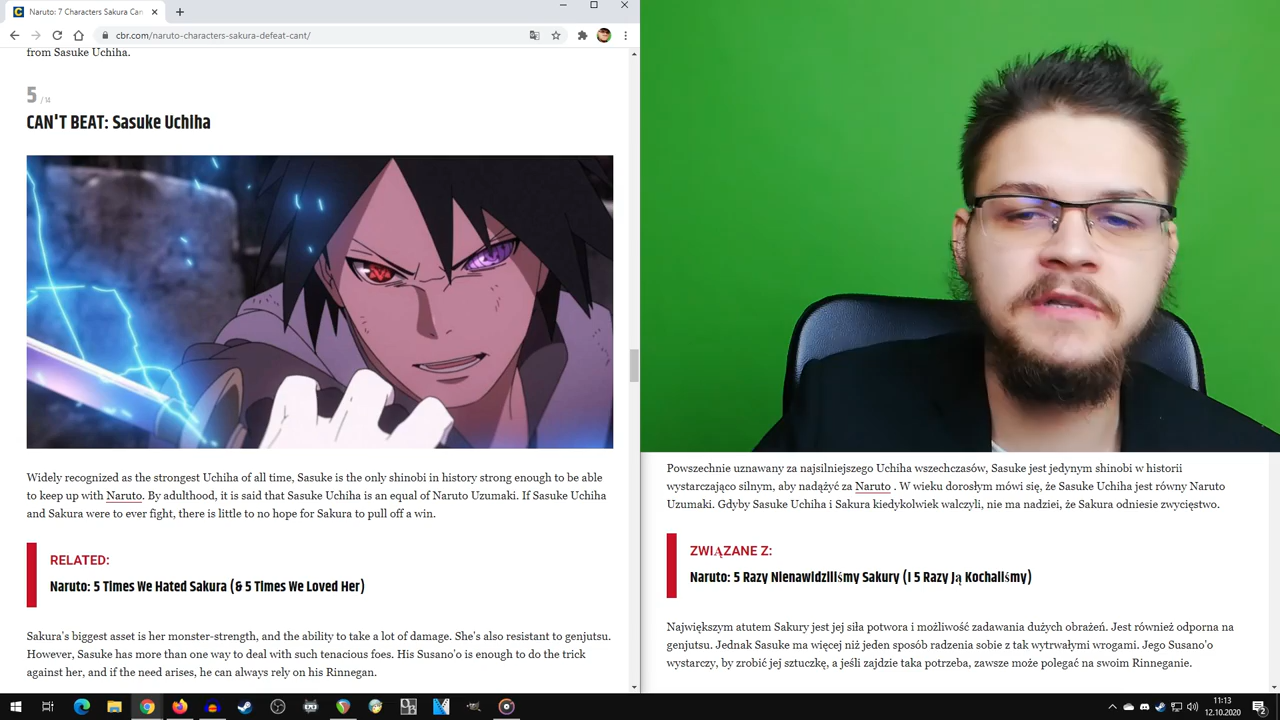 Naruto: 7 Characters Sakura Can
cbr.com/naruto-characters-sakura-defeat-cant/
from Sasuke Uchiha.
5 / 14
CAN'T BEAT: Sasuke Uchiha
Widely recognized as the strongest Uchiha of all time, Sasuke is the only shinobi in history strong enough to be able
to keep up with Naruto. By adulthood, it is said that Sasuke Uchiha is an equal of Naruto Uzumaki. If Sasuke Uchiha
and Sakura were to ever fight, there is little to no hope for Sakura to pull off a win.
RELATED:
Naruto: 5 Times We Hated Sakura (& 5 Times We Loved Her)
Sakura's biggest asset is her monster-strength, and the ability to take a lot of damage. She's also resistant to genjutsu.
However, Sasuke has more than one way to deal with such tenacious foes. His Susano'o is enough to do the trick
against her, and if the need arises, he can always rely on his Rinnegan.
Powszechnie uznawany za najsilniejszego Uchiha wszechczasów, Sasuke jest jedynym shinobi w historii
wystarczająco silnym, aby nadążyć za Naruto . W wieku dorosłym mówi się, że Sasuke Uchiha jest równy Naruto
Uzumaki. Gdyby Sasuke Uchiha i Sakura kiedykolwiek walczyli, nie ma nadziei, że Sakura odniesie zwycięstwo.
ZWIĄZANE Z:
Naruto: 5 Razy Nienawidziliśmy Sakury (I 5 Razy Ją Kochaliśmy)
Największym atutem Sakury jest jej siła potwora i możliwość zadawania dużych obrażeń. Jest również odporna na
genjutsu. Jednak Sasuke ma więcej niż jeden sposób radzenia sobie z tak wytrwałymi wrogami. Jego Susano'o
wystarczy, by zrobić jej sztuczkę, a jeśli zajdzie taka potrzeba, zawsze może polegać na swoim Rinneganie.
11:13
12.10.2020
2